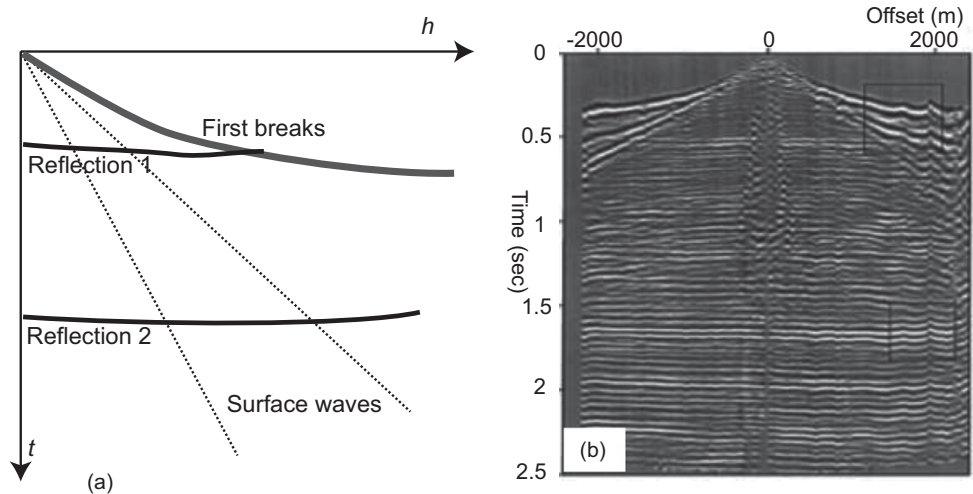 h
First breaks
Reflection 1
Reflection 2
Surface waves
t
(a)
Offset (m)
-2000 0 2000
0
0.5
1
1.5
2
2.5
Time (sec)
(b)